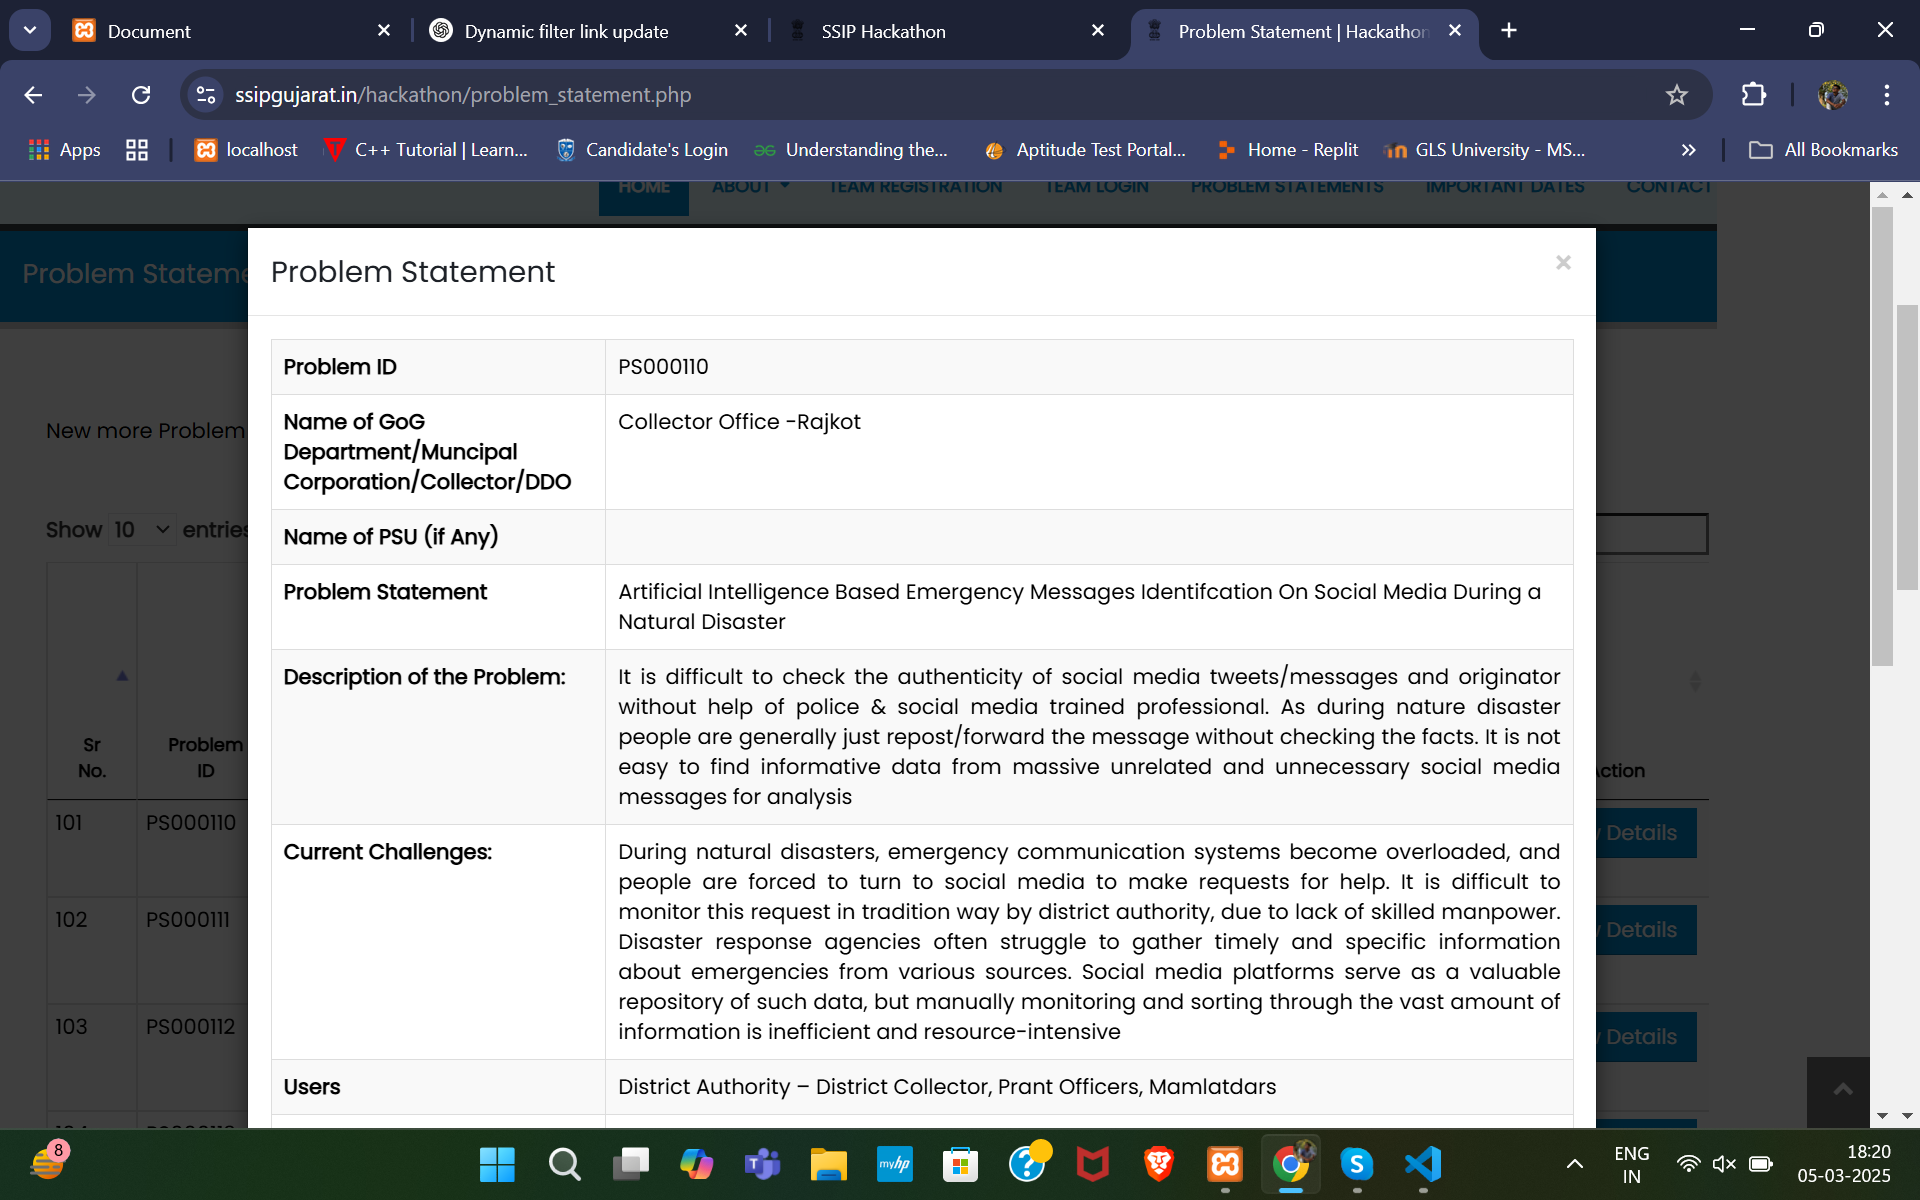 Document
Dynamic filter link update
SSIP Hackathon
Problem Statement | Hackathon
ssipgujarat.in/hackathon/problem_statement.php
Apps
localhost
C++ Tutorial | Learn...
Candidate's Login
Understanding the...
Aptitude Test Portal...
Home - Replit
GLS University - MS...
All Bookmarks
HOME
ABOUT
TEAM REGISTRATION
TEAM LOGIN
PROBLEM STATEMENTS
IMPORTANT DATES
CONTACT
Problem Stateme
Problem Statement
×
New more Problem
Show 10 entries
Sr No.
Problem ID
ction
101 PS000110
Details
102 PS000111
Details
103 PS000112
Details
Problem ID
PS000110
Name of GoG
Department/Muncipal
Corporation/Collector/DDO
Collector Office -Rajkot
Name of PSU (if Any)
Problem Statement
Artificial Intelligence Based Emergency Messages Identifcation On Social Media During a
Natural Disaster
Description of the Problem:
It is difficult to check the authenticity of social media tweets/messages and originator
without help of police & social media trained professional. As during nature disaster
people are generally just repost/forward the message without checking the facts. It is not
easy to find informative data from massive unrelated and unnecessary social media
messages for analysis
Current Challenges:
During natural disasters, emergency communication systems become overloaded, and
people are forced to turn to social media to make requests for help. It is difficult to
monitor this request in tradition way by district authority, due to lack of skilled manpower.
Disaster response agencies often struggle to gather timely and specific information
about emergencies from various sources. Social media platforms serve as a valuable
repository of such data, but manually monitoring and sorting through the vast amount of
information is inefficient and resource-intensive
Users
District Authority – District Collector, Prant Officers, Mamlatdars
8
myhp
ENG
IN
18:20
05-03-2025